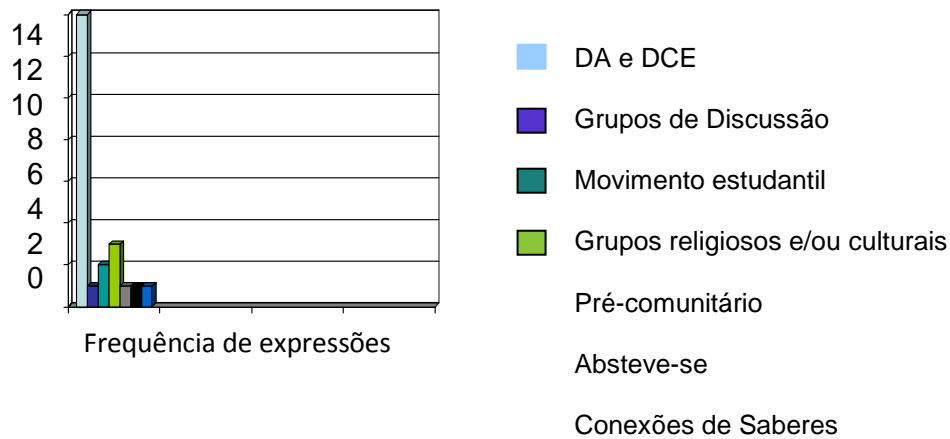 14
12
10
8
6
4
2
0
Frequência de expressões
DA e DCE
Grupos de Discussão
Movimento estudantil
Grupos religiosos e/ou culturais
Pré-comunitário
Absteve-se
Conexões de Saberes